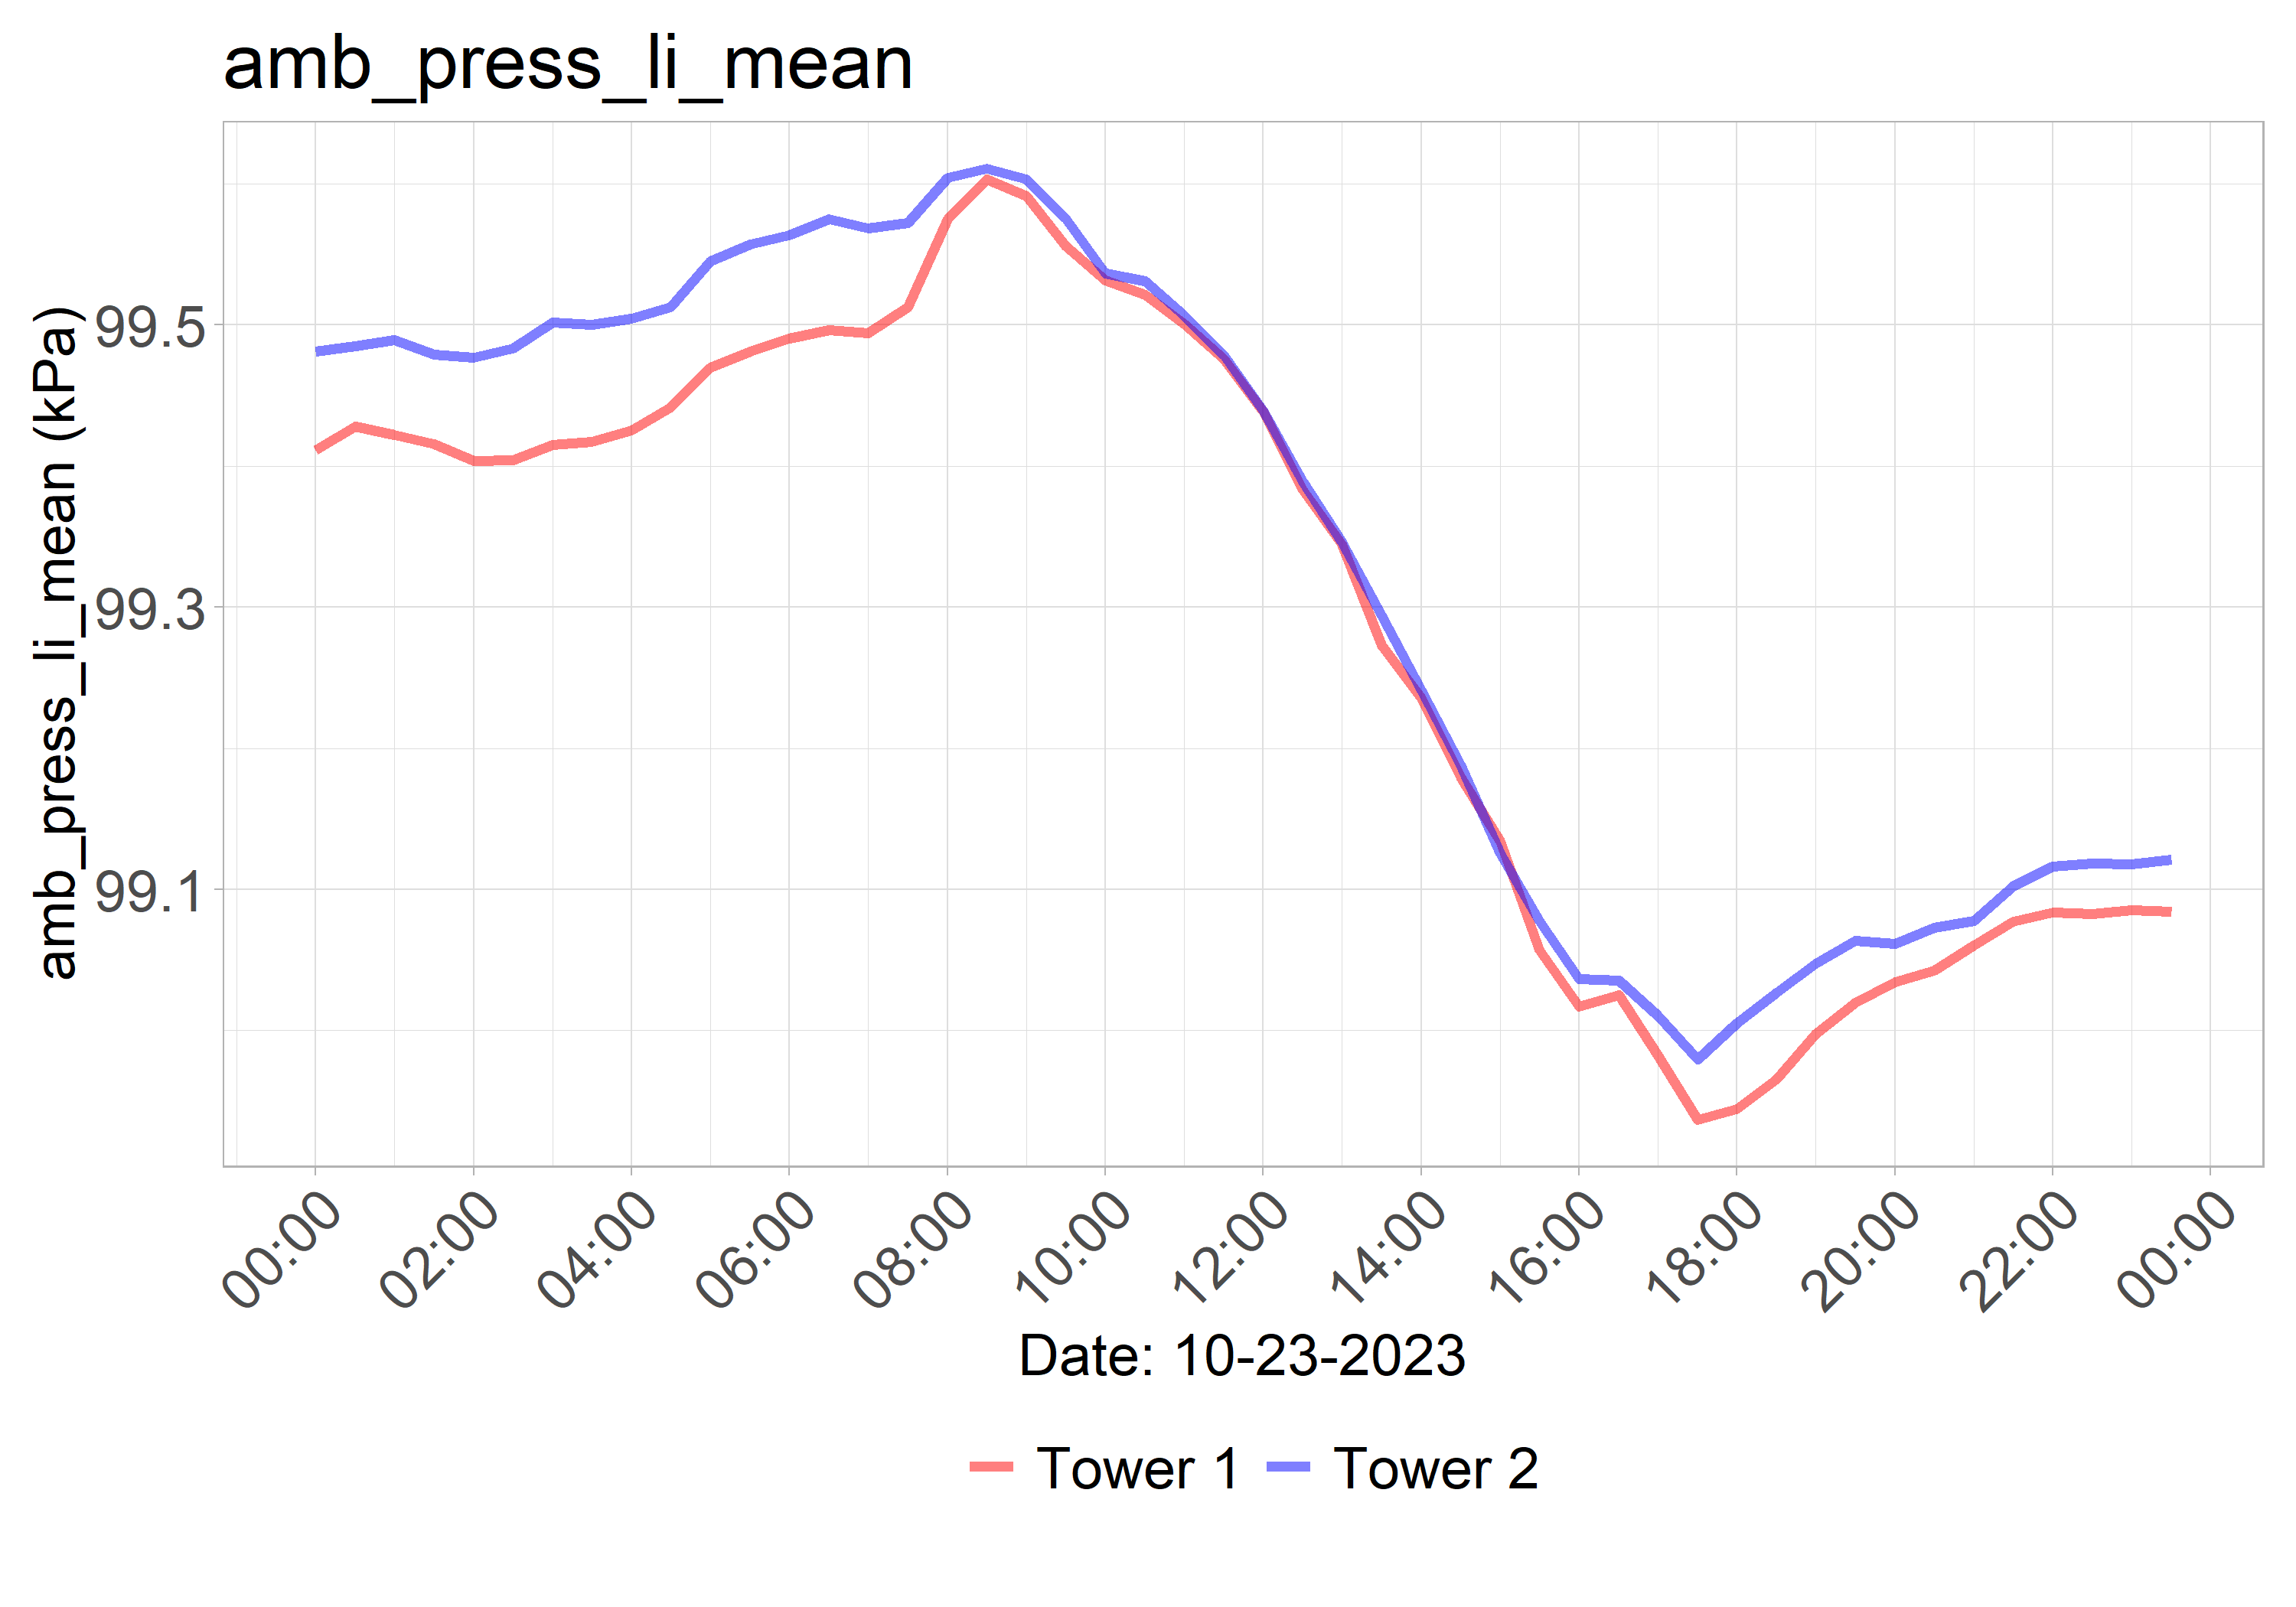 amb_press_li_mean
amb_press_li_mean (kPa)
99.5
99.3
99.1
00:00 02:00 04:00 06:00 08:00 10:00 12:00 14:00 16:00 18:00 20:00 22:00 00:00
Date: 10-23-2023
Tower 1 Tower 2